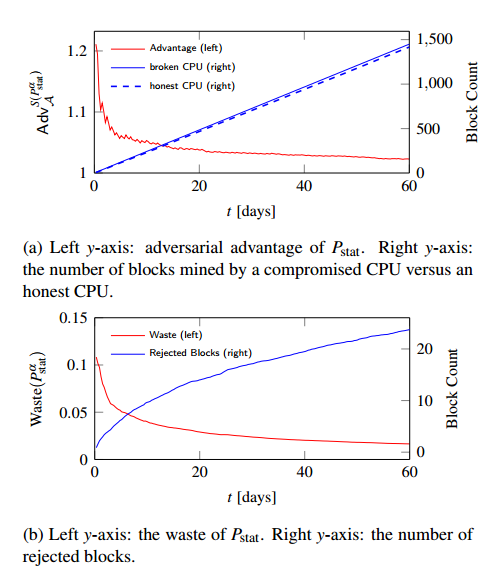 1.2
1.1
1
Adv_A^{S(P_stat^α)}
Advantage (left)
broken CPU (right)
honest CPU (right)
1,500
1,000
500
0
Block Count
0 20 40 60
t [days]
(a) Left y-axis: adversarial advantage of P_stat. Right y-axis:
the number of blocks mined by a compromised CPU versus an
honest CPU.
0.15
0.1
0.05
0
Waste(P_stat^α)
Waste (left)
Rejected Blocks (right)
20
10
0
Block Count
0 20 40 60
t [days]
(b) Left y-axis: the waste of P_stat. Right y-axis: the number of
rejected blocks.